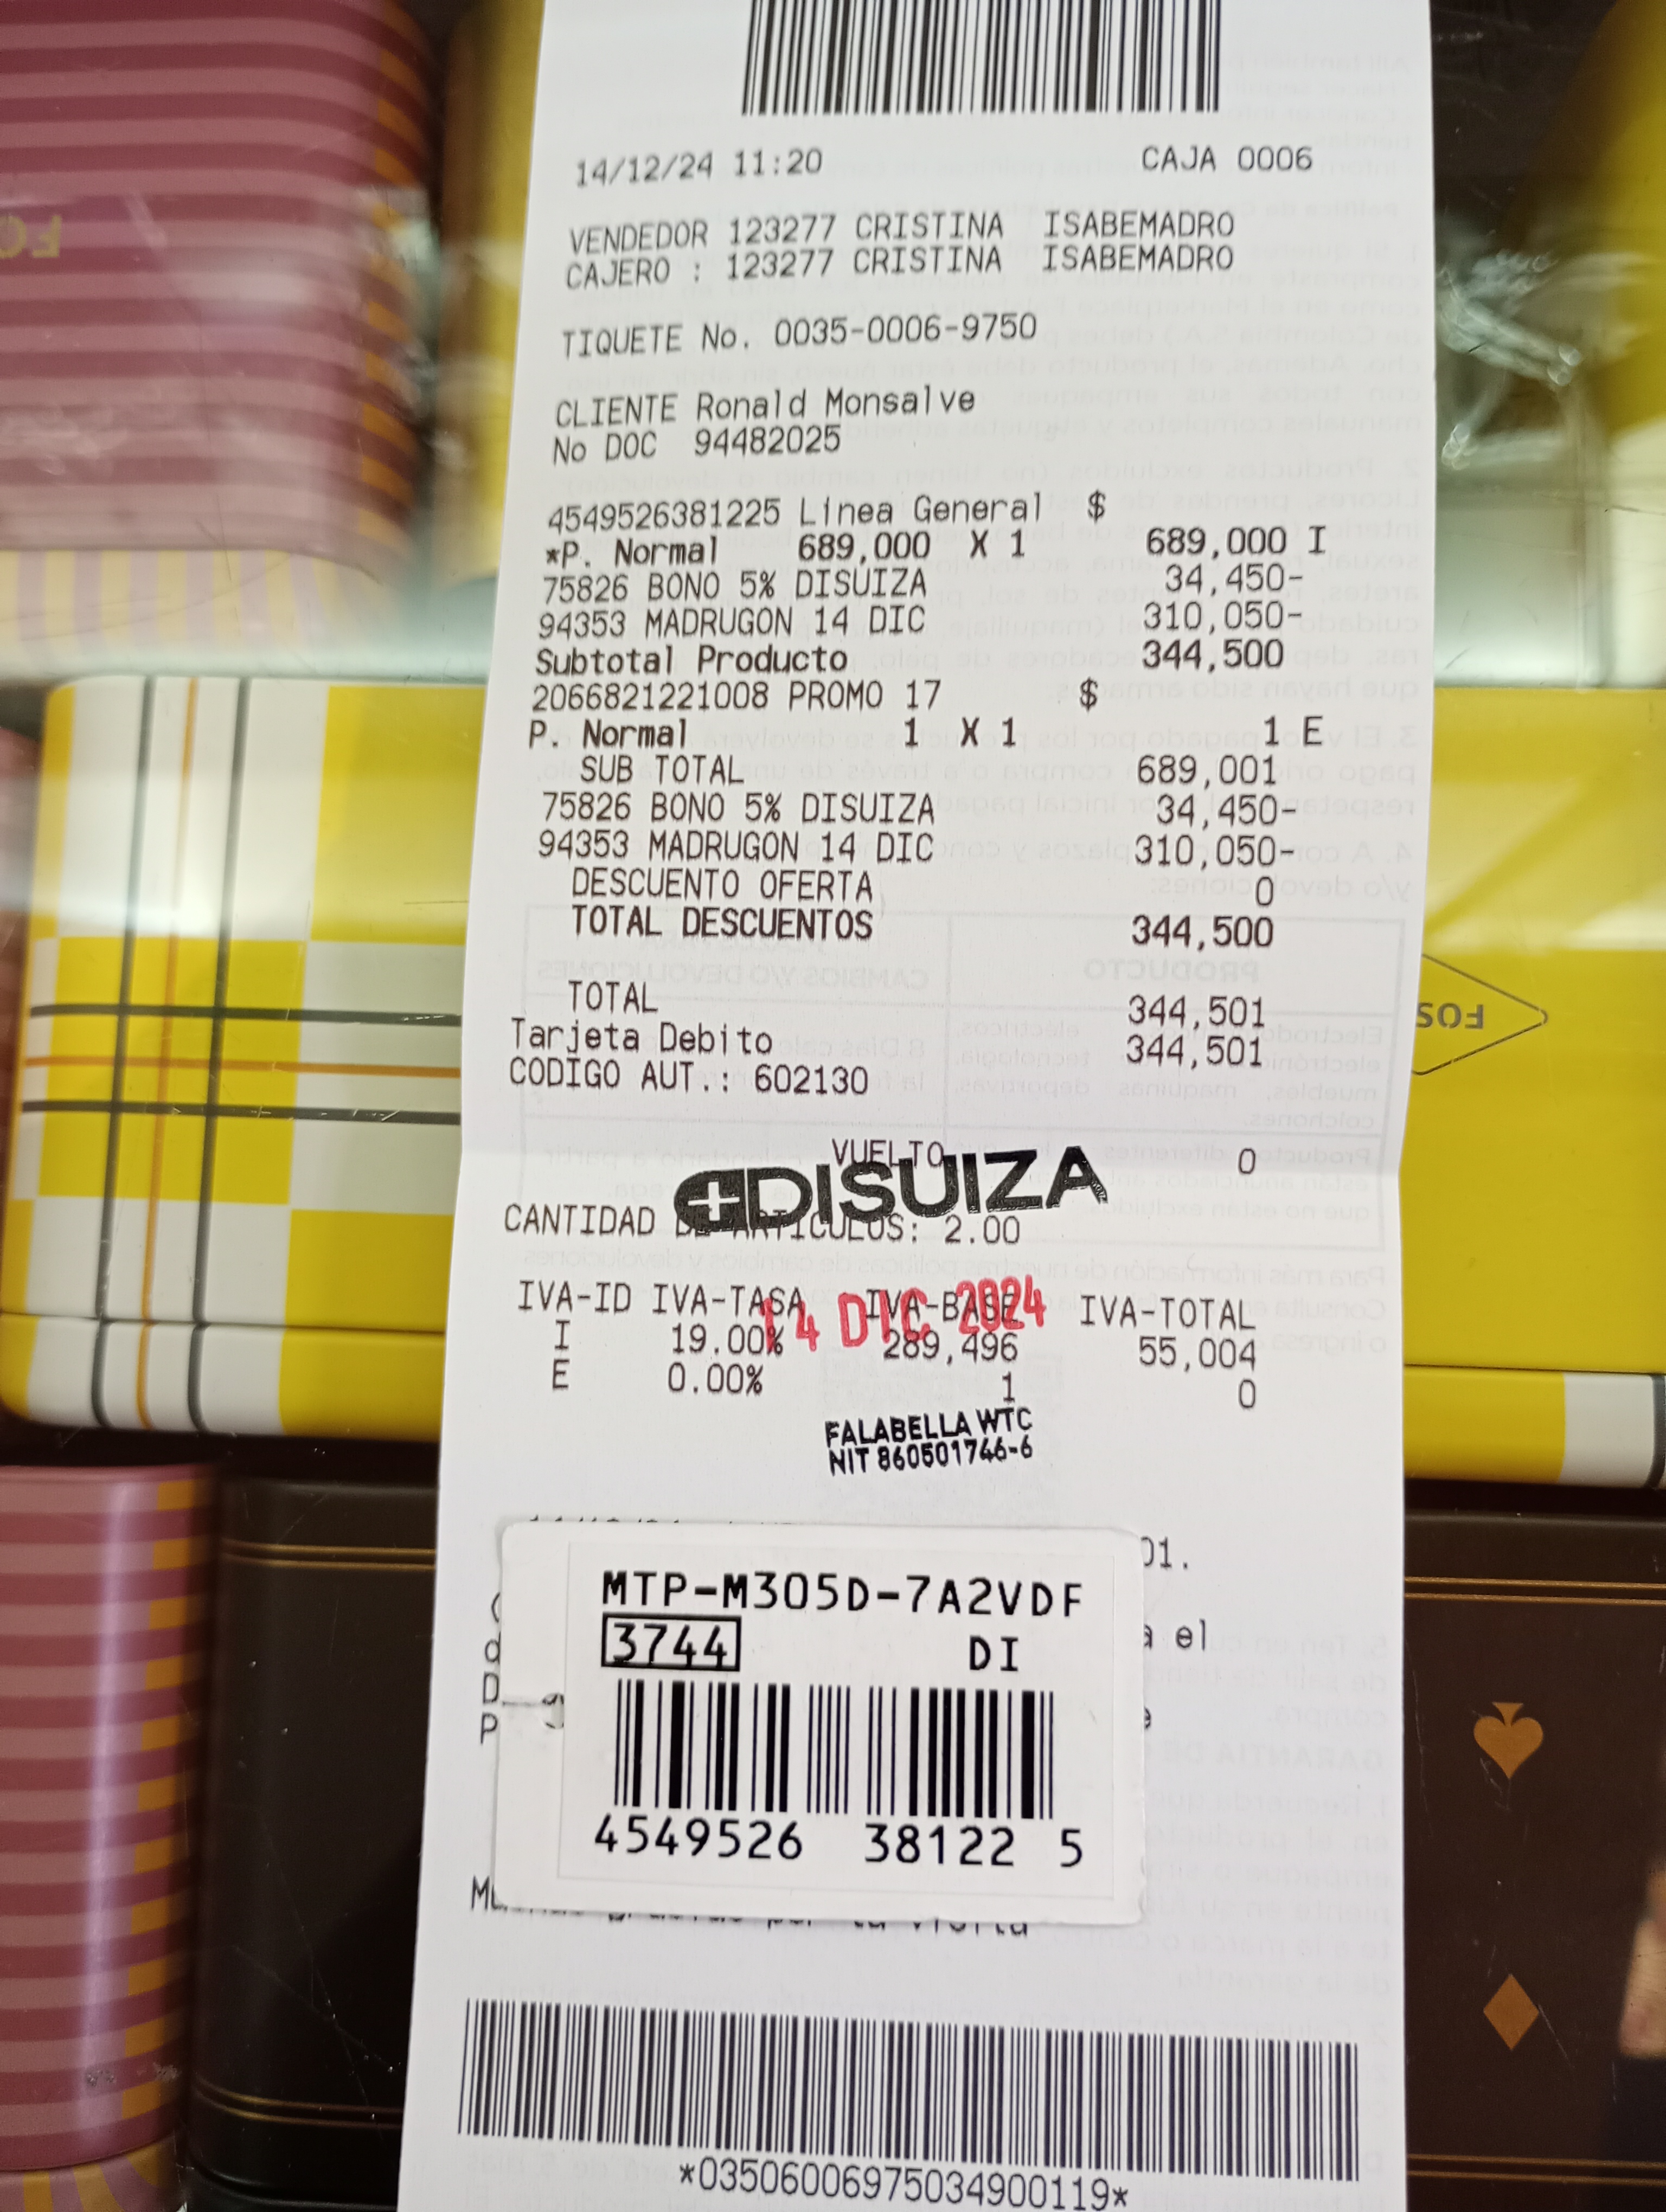 14/12/24 11:20 CAJA 0006
VENDEDOR 123277 CRISTINA ISABEMADRO
CAJERO : 123277 CRISTINA ISABEMADRO
TIQUETE No. 0035-0006-9750
CLIENTE Ronald Monsalve
No DOC 94482025
4549526381225 Linea General $
*P. Normal 689,000 X 1 689,000 I
75826 BONO 5% DISUIZA 34,450-
94353 MADRUGON 14 DIC 310,050-
Subtotal Producto 344,500
2066821221008 PROMO 17 $
P. Normal 1 X 1 1 E
SUB TOTAL 689,001
75826 BONO 5% DISUIZA 34,450-
94353 MADRUGON 14 DIC 310,050-
DESCUENTO OFERTA 0
TOTAL DESCUENTOS 344,500
TOTAL 344,501
Tarjeta Debito 344,501
CODIGO AUT.: 602130
VUELTO 0
DISUIZA
CANTIDAD DE ARTICULOS: 2.00
IVA-ID IVA-TASA IVA-BASE IVA-TOTAL
14 DIC 2024
I 19.00% 289,496 55,004
E 0.00% 1 0
FALABELLA WTC
NIT 860501746-6
01.
MTP-M305D-7A2VDF
3744 DI
a el
4549526 38122 5
*035060069750349001​19*
FOS